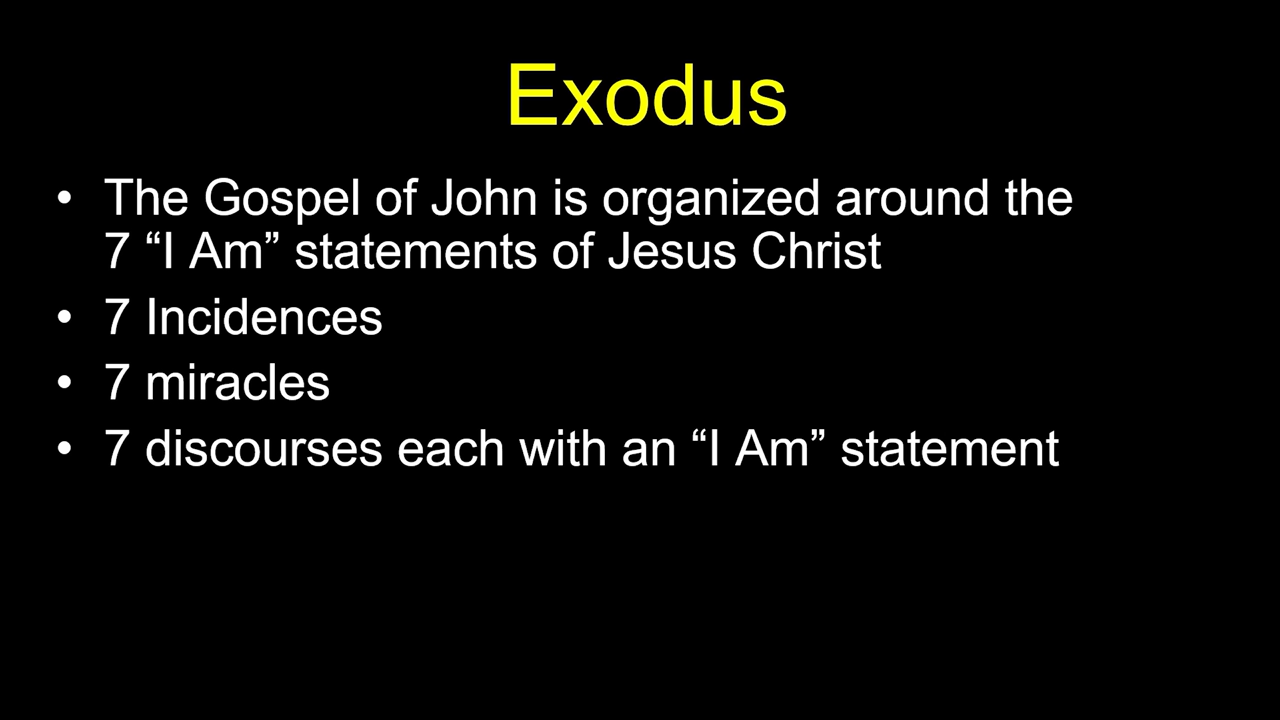 Exodus
• The Gospel of John is organized around the
7 “I Am” statements of Jesus Christ
• 7 Incidences
• 7 miracles
• 7 discourses each with an “I Am” statement